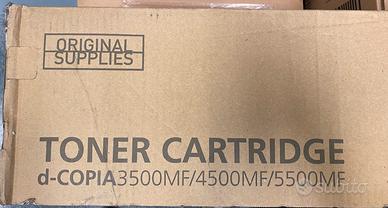 ORIGINAL
SUPPLIES
TONER CARTRIDGE
d-COPIA3500MF/4500MF/5500MF
subito